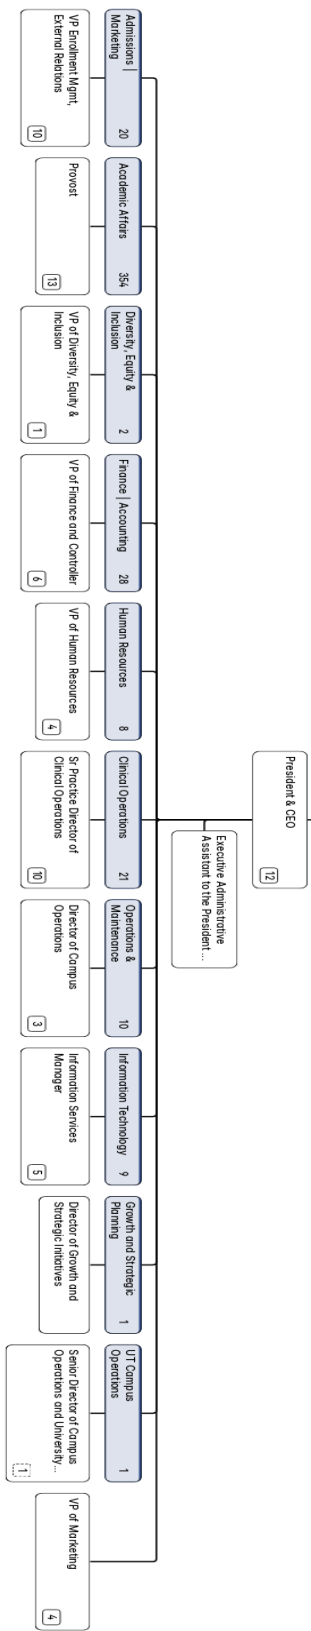 President & CEO
12
Executive Administrative
Assistant to the President ...
Admissions |
Marketing
20
VP Enrollment Mgmt,
External Relations
10
Academic Affairs
354
Provost
13
Diversity, Equity &
Inclusion
2
VP of Diversity, Equity &
Inclusion
1
Finance | Accounting
28
VP of Finance and Controller
6
Human Resources
8
VP of Human Resources
4
Clinical Operations
21
Sr Practice Director of
Clinical Operations
10
Operations &
Maintenance
10
Director of Campus
Operations
3
Information Technology
9
Information Services
Manager
5
Growth and Strategic
Planning
1
Director of Growth and
Strategic Initiatives
UT Campus
Operations
1
Senior Director of Campus
Operations and University...
1
VP of Marketing
4